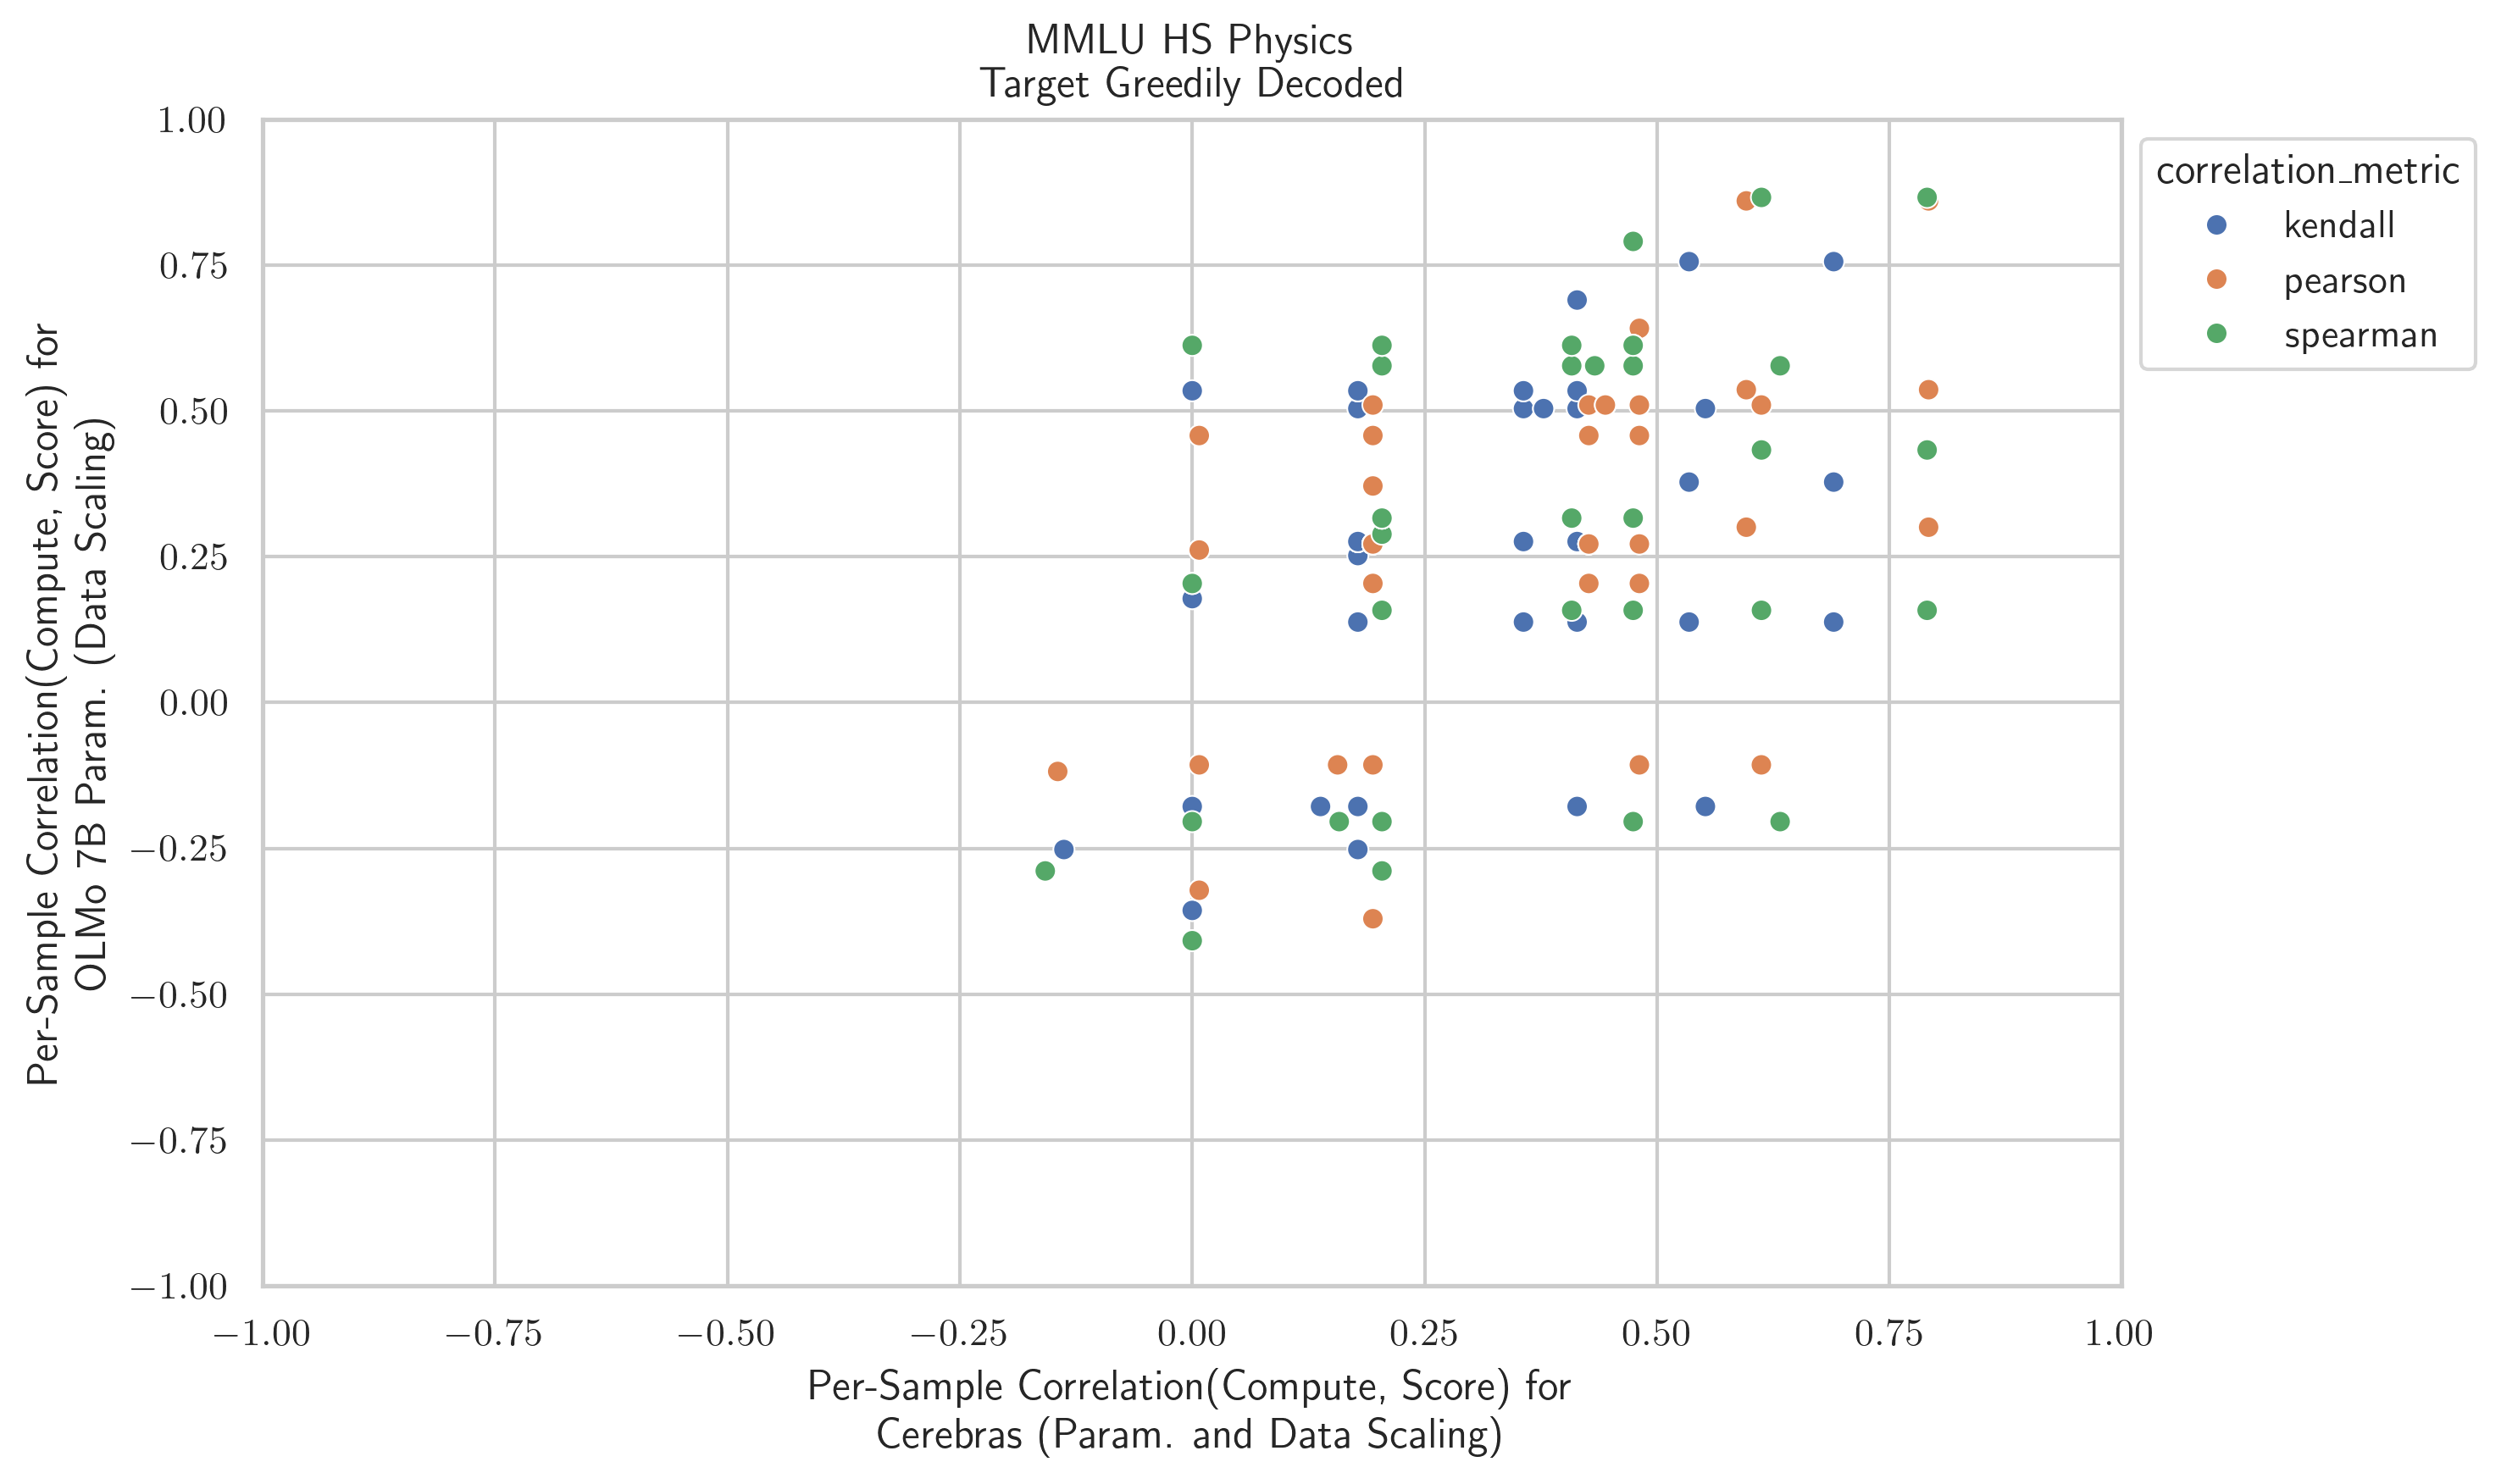 MMLU HS Physics
Target Greedily Decoded
Per-Sample Correlation(Compute, Score) for
OLMo 7B Param. (Data Scaling)
1.00
0.75
0.50
0.25
0.00
−0.25
−0.50
−0.75
−1.00
−1.00 −0.75 −0.50 −0.25 0.00 0.25 0.50 0.75 1.00
Per-Sample Correlation(Compute, Score) for
Cerebras (Param. and Data Scaling)
correlation_metric
kendall
pearson
spearman